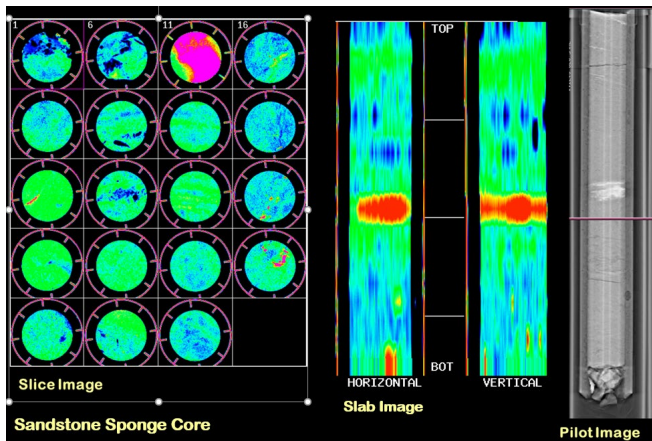 1
6
11
16
TOP
BOT
HORIZONTAL
VERTICAL
Slice Image
Slab Image
Sandstone Sponge Core
Pilot Image